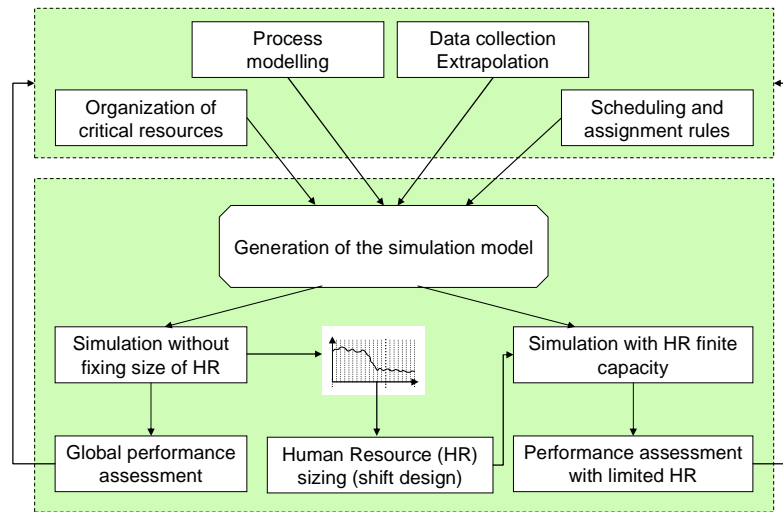 Process
modelling
Data collection
Extrapolation
Organization of
critical resources
Scheduling and
assignment rules
Generation of the simulation model
Simulation without
fixing size of HR
Simulation with HR finite
capacity
Global performance
assessment
Human Resource (HR)
sizing (shift design)
Performance assessment
with limited HR